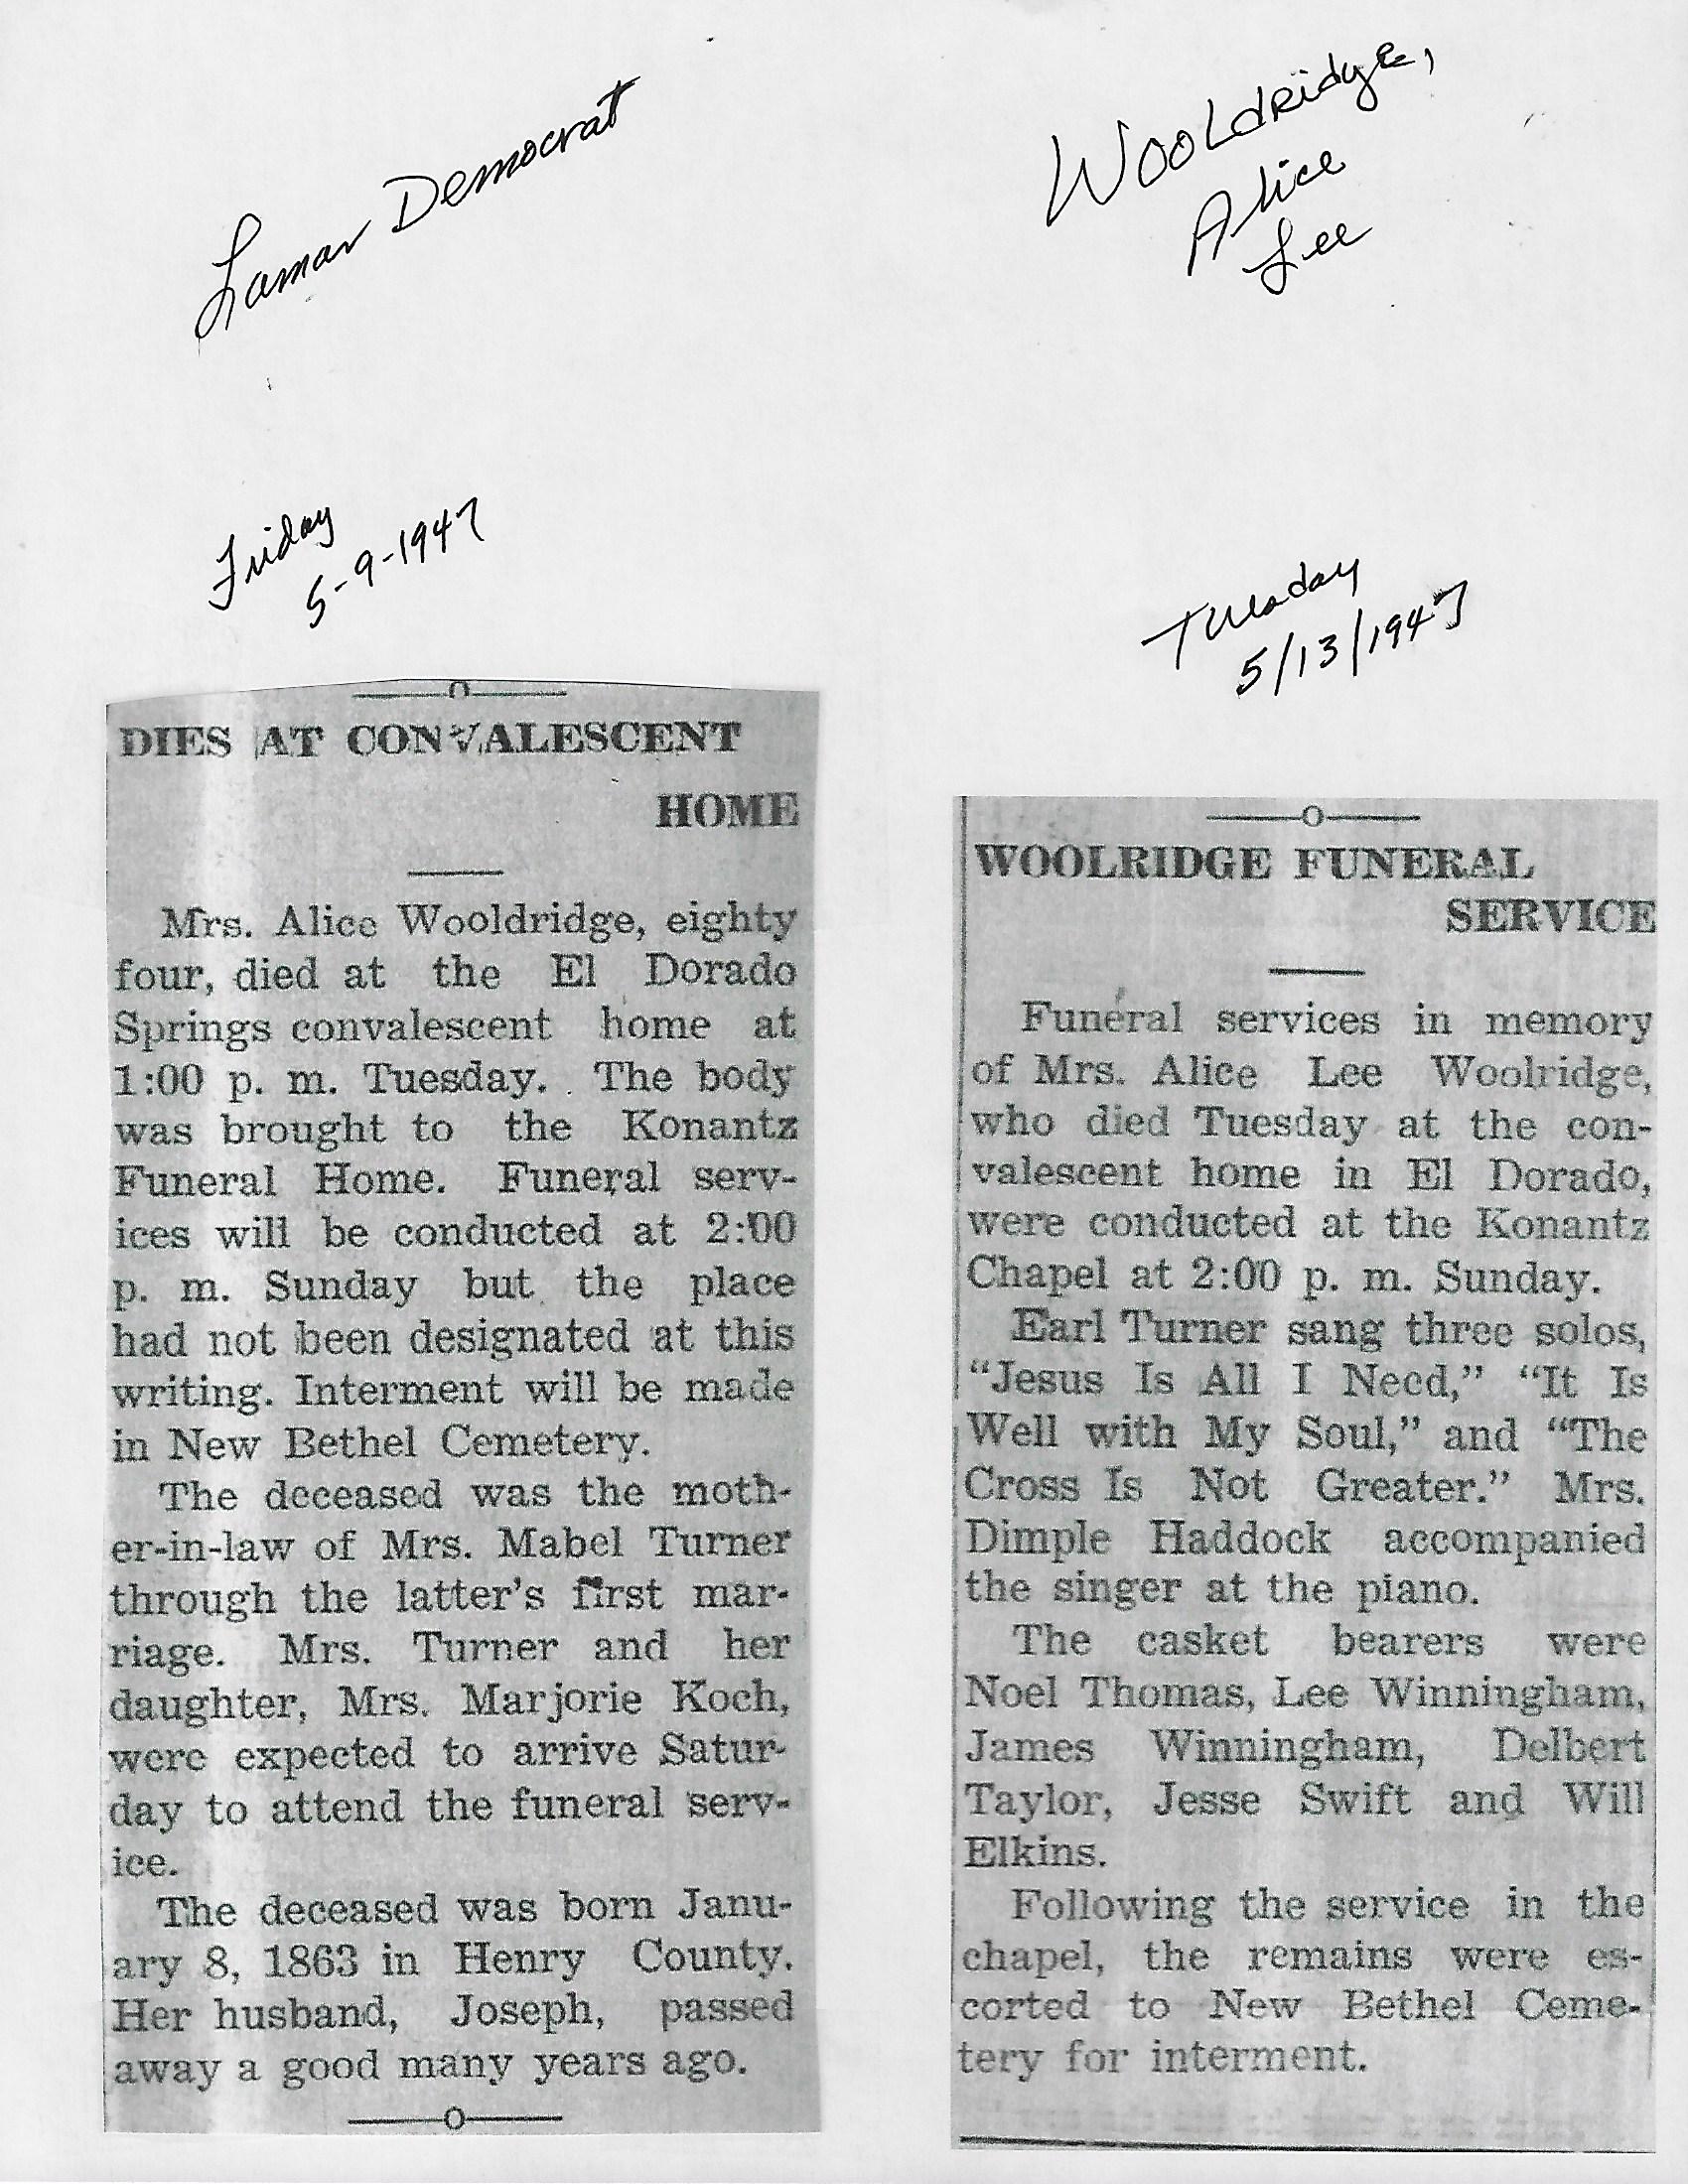 Lamar Democrat
Wooldridge,
Alice
Lee
Friday
5-9-1947
Tuesday
5/13/1947
DIES AT CONVALESCENT
HOME
Mrs. Alice Wooldridge, eighty
four, died at the El Dorado
Springs convalescent home at
1:00 p. m. Tuesday. The body
was brought to the Konantz
Funeral Home. Funeral serv-
ices will be conducted at 2:00
p. m. Sunday but the place
had not been designated at this
writing. Interment will be made
in New Bethel Cemetery.
The deceased was the moth-
er-in-law of Mrs. Mabel Turner
through the latter's first mar-
riage. Mrs. Turner and her
daughter, Mrs. Marjorie Koch,
were expected to arrive Satur-
day to attend the funeral serv-
ice.
The deceased was born Janu-
ary 8, 1863 in Henry County.
Her husband, Joseph, passed
away a good many years ago.
WOOLRIDGE FUNERAL
SERVICE
Funeral services in memory
of Mrs. Alice Lee Woolridge,
who died Tuesday at the con-
valescent home in El Dorado,
were conducted at the Konantz
Chapel at 2:00 p. m. Sunday.
Earl Turner sang three solos,
"Jesus Is All I Need," "It Is
Well with My Soul," and "The
Cross Is Not Greater." Mrs.
Dimple Haddock accompanied
the singer at the piano.
The casket bearers were
Noel Thomas, Lee Winningham,
James Winningham, Delbert
Taylor, Jesse Swift and Will
Elkins.
Following the service in the
chapel, the remains were es-
corted to New Bethel Ceme-
tery for interment.